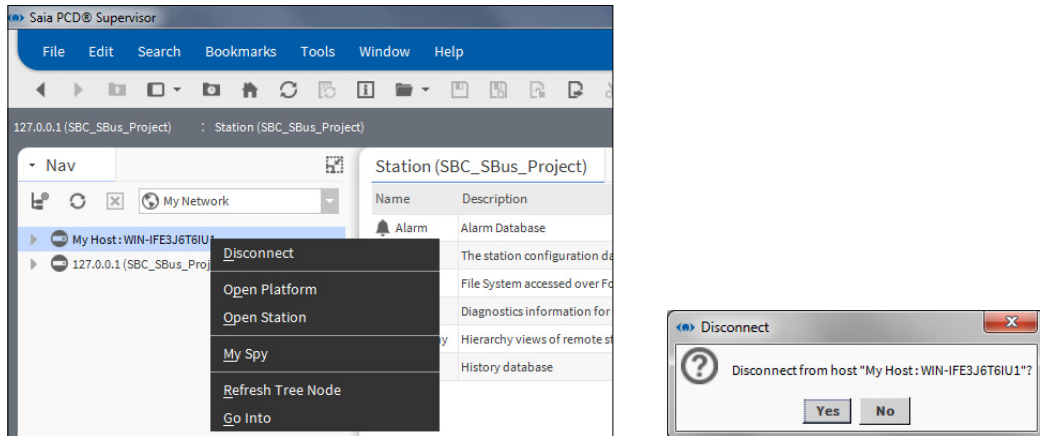 Saia PCD® Supervisor
File Edit Search Bookmarks Tools Window Help
127.0.0.1 (SBC_SBus_Project) : Station (SBC_SBus_Project)
Nav
My Network
My Host : WIN-IFE3J6T6IU1
127.0.0.1 (SBC_SBus_Proj
Disconnect
Open Platform
Open Station
My Spy
Refresh Tree Node
Go Into
Station (SBC_SBus_Project)
Name Description
Alarm Alarm Database
The station configuration da
File System accessed over Fo
Diagnostics information for
y Hierarchy views of remote st
History database
Disconnect
Disconnect from host "My Host : WIN-IFE3J6T6IU1"?
Yes No